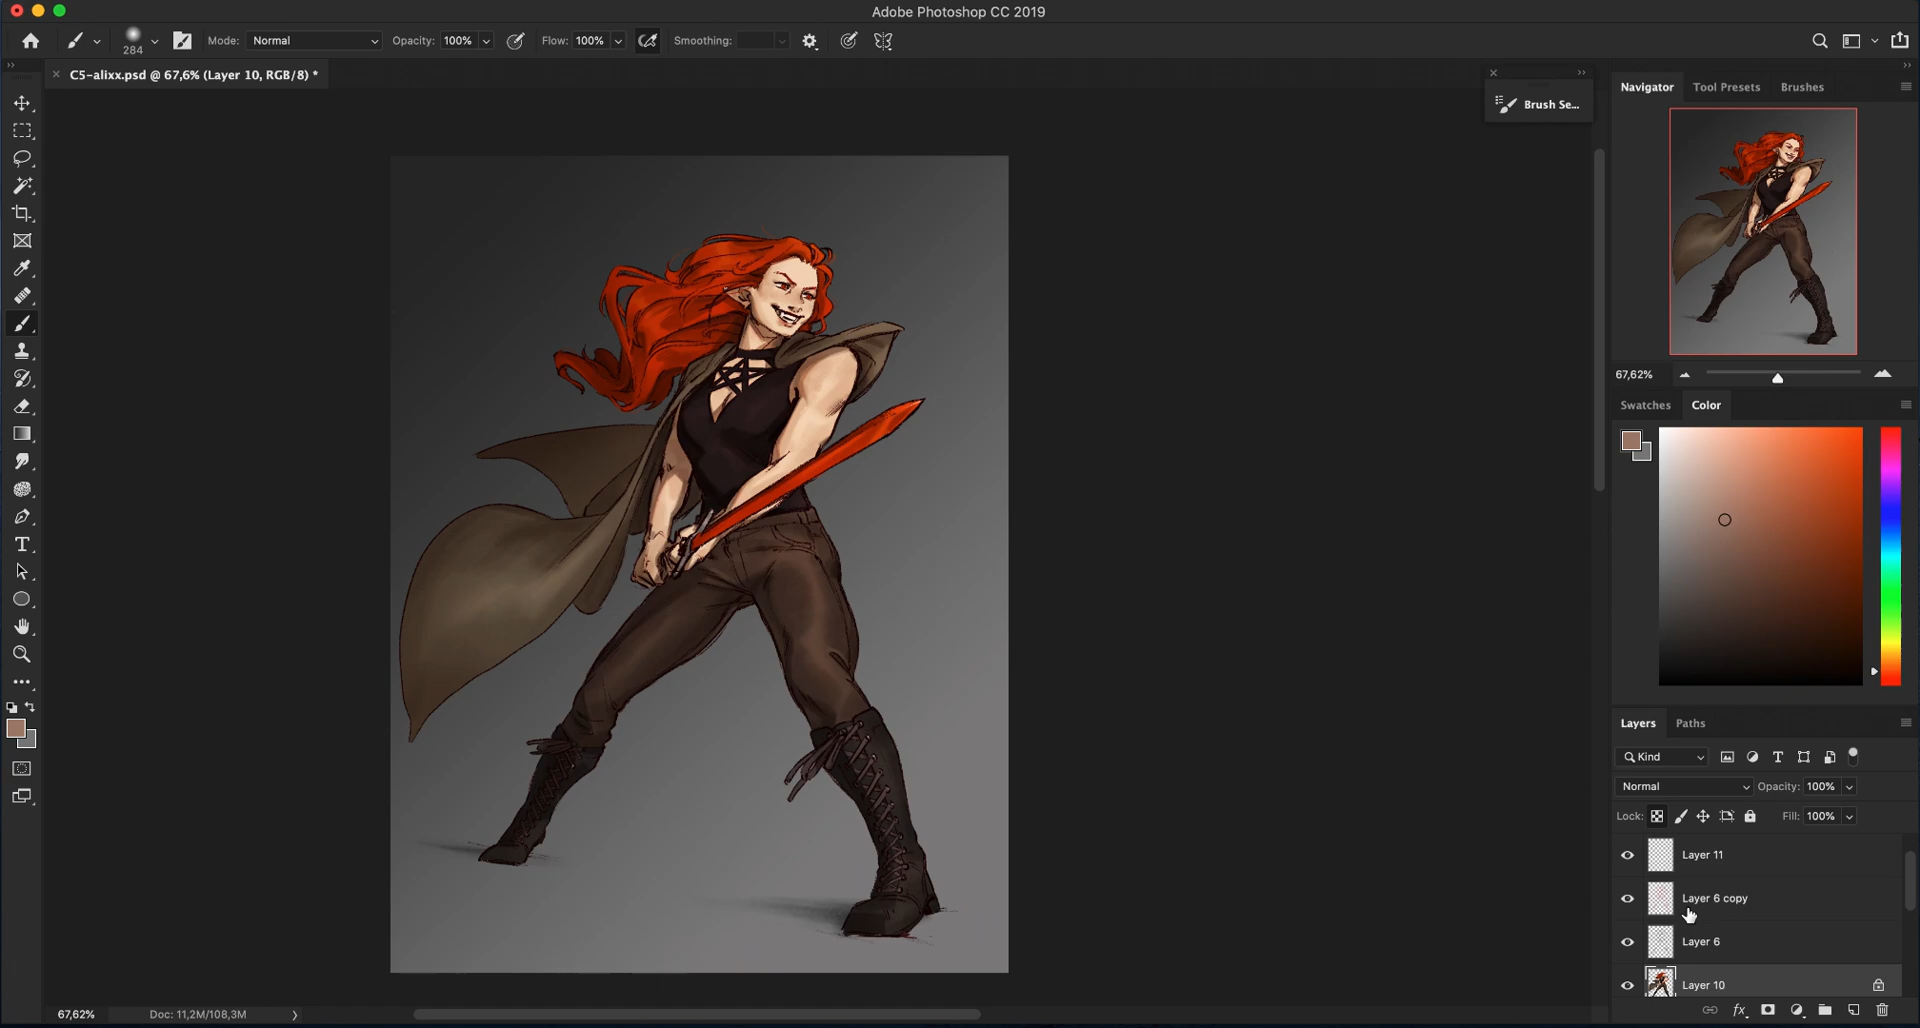 Adobe Photoshop CC 2019
284
Mode: Normal Opacity: 100% Flow: 100% Smoothing:
C5-alixx.psd @ 67,6% (Layer 10, RGB/8) *
Brush Se...
Navigator Tool Presets Brushes
67,62%
Swatches Color
Layers Paths
Kind
Normal Opacity: 100%
Lock: Fill: 100%
Layer 11
Layer 6 copy
Layer 6
Layer 10
67,62% Doc: 11,2M/108,3M